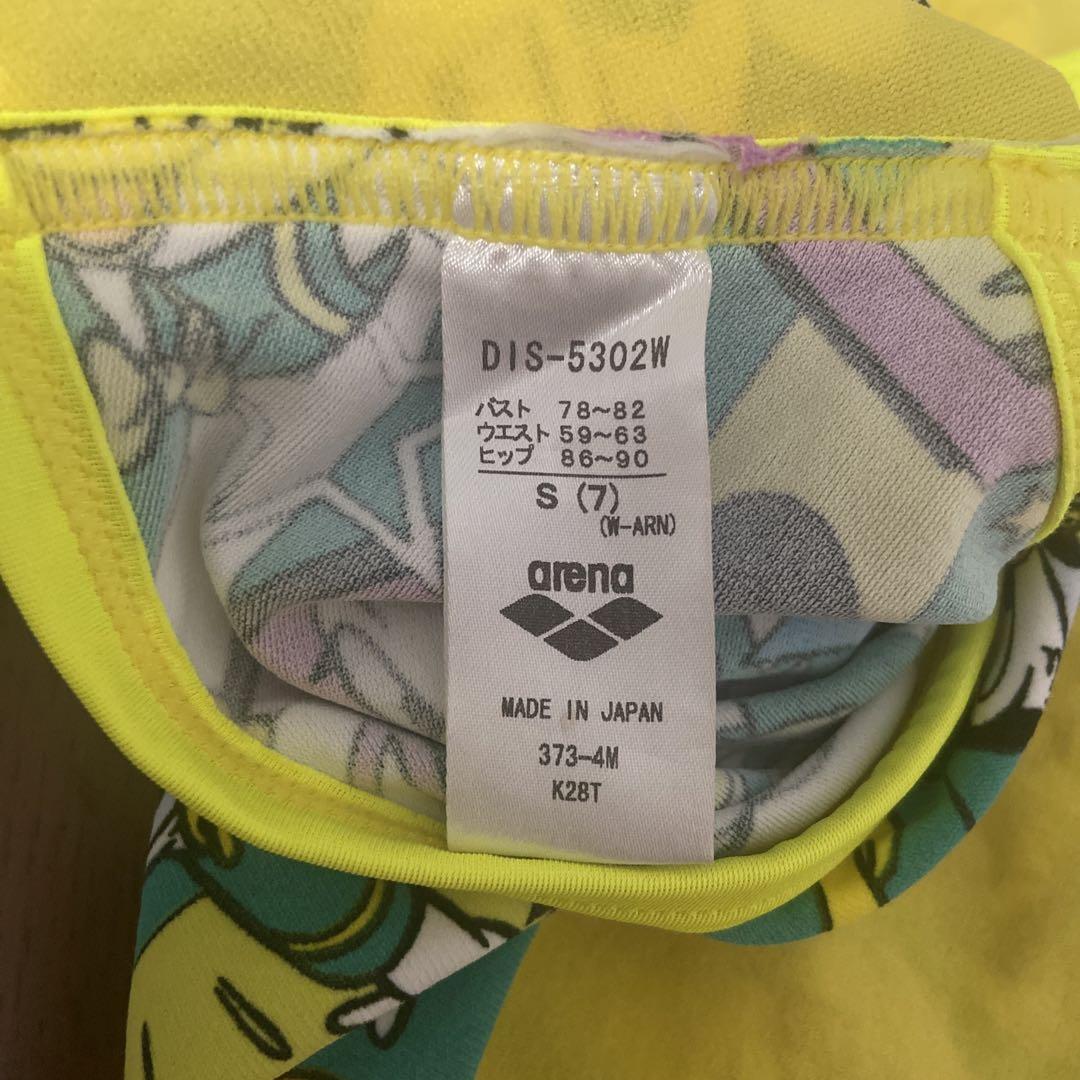 DIS-5302W
バスト 78～82
ウエスト 59～63
ヒップ 86～90
S (7)
(W-ARN)
arena
MADE IN JAPAN
373-4M
K28T